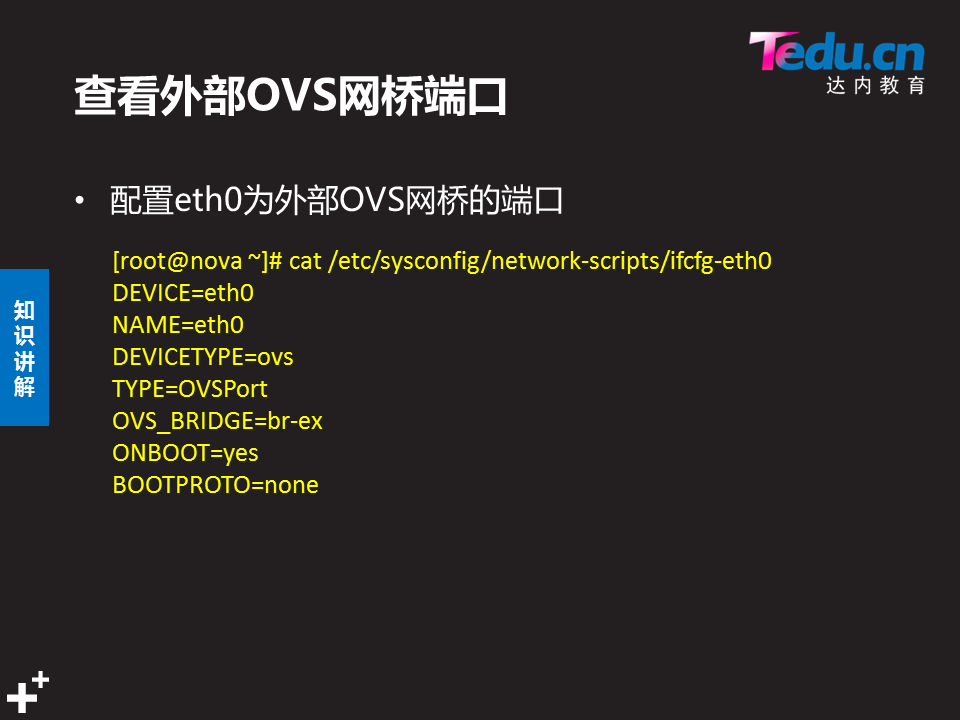 Tedu.cn
达内教育
查看外部OVS网桥端口
• 配置eth0为外部OVS网桥的端口
[root@nova ~]# cat /etc/sysconfig/network-scripts/ifcfg-eth0
DEVICE=eth0
NAME=eth0
DEVICETYPE=ovs
TYPE=OVSPort
OVS_BRIDGE=br-ex
ONBOOT=yes
BOOTPROTO=none
知识讲解